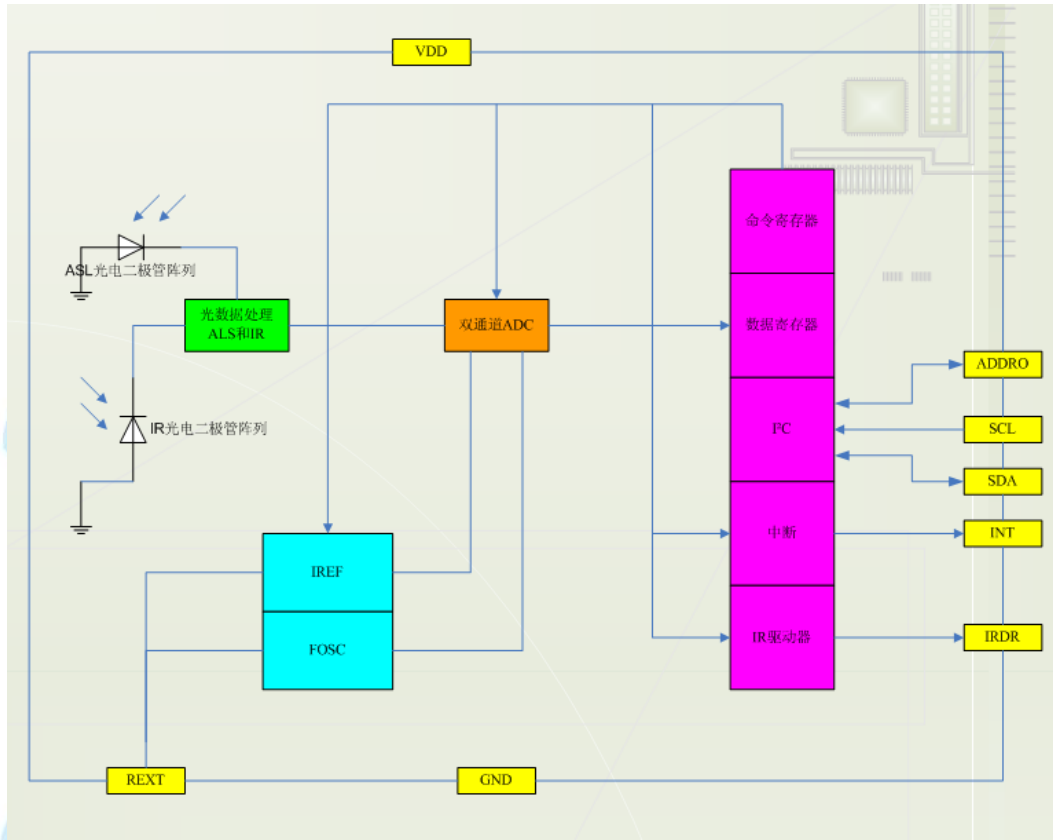 VDD
命令寄存器
ASL光电二极管阵列
光数据处理
ALS和IR
双通道ADC
数据寄存器
ADDRO
IR光电二极管阵列
I²C
SCL
SDA
IREF
中断
INT
FOSC
IR驱动器
IRDR
REXT
GND